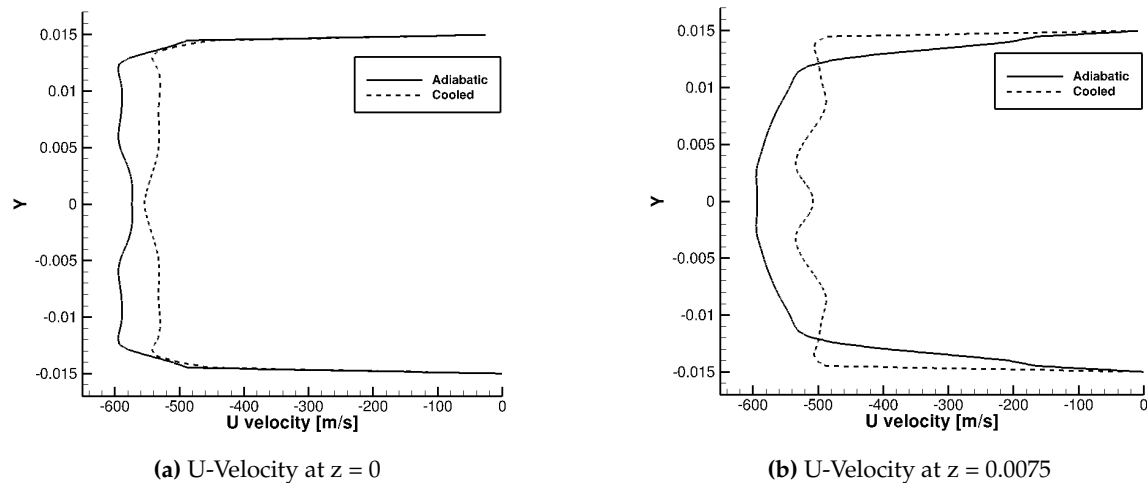 0.015
0.01
0.005
0
-0.005
-0.01
-0.015
Y
Adiabatic
Cooled
-600 -500 -400 -300 -200 -100 0
U velocity [m/s]
(a) U-Velocity at z = 0
0.015
0.01
0.005
0
-0.005
-0.01
-0.015
Y
Adiabatic
Cooled
-600 -500 -400 -300 -200 -100 0
U velocity [m/s]
(b) U-Velocity at z = 0.0075